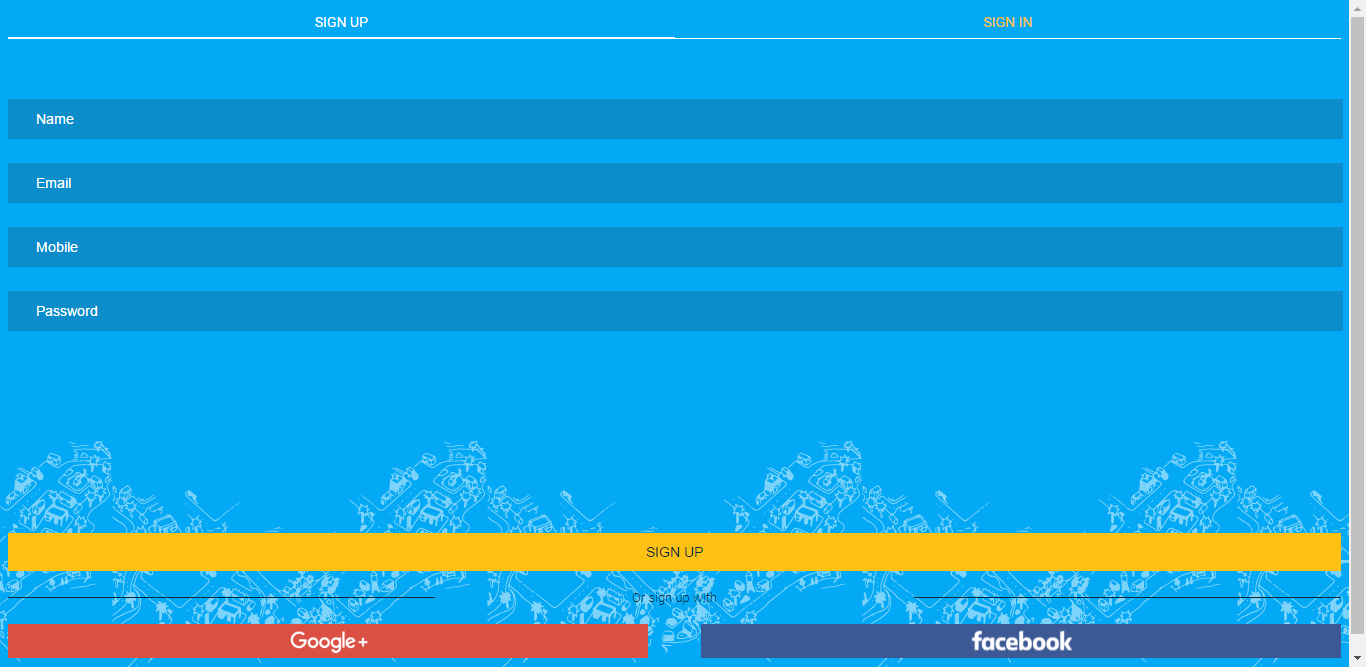 SIGN UP
SIGN IN
Name
Email
Mobile
Password
SIGN UP
Or sign up with
Google+
facebook